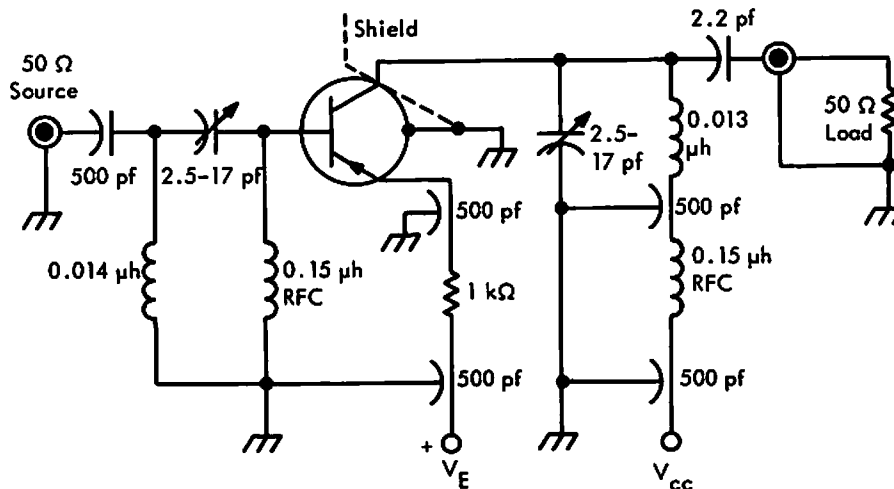 Shield
50 Ω
Source
500 pf
2.5-17 pf
0.014 μh
0.15 μh
RFC
500 pf
1 kΩ
500 pf
+
V_E
2.2 pf
2.5-
17 pf
0.013
μh
500 pf
0.15 μh
RFC
500 pf
V_cc
50 Ω
Load